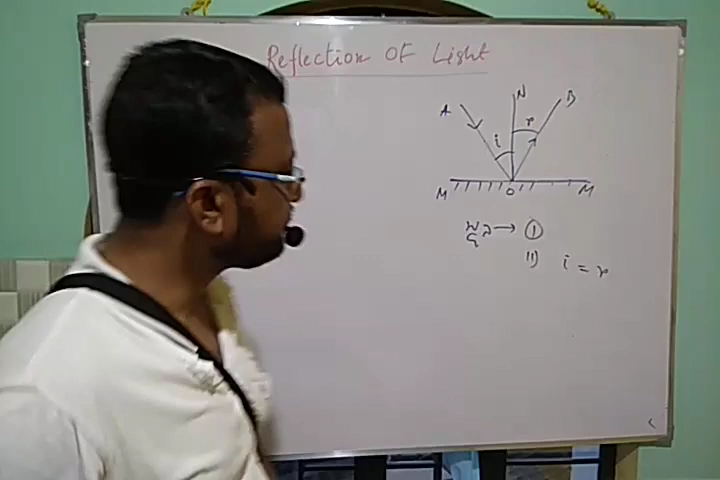 Reflection Of Light
N
A
B
i
r
M
O
M
সূত্র → ①
ii) i = r